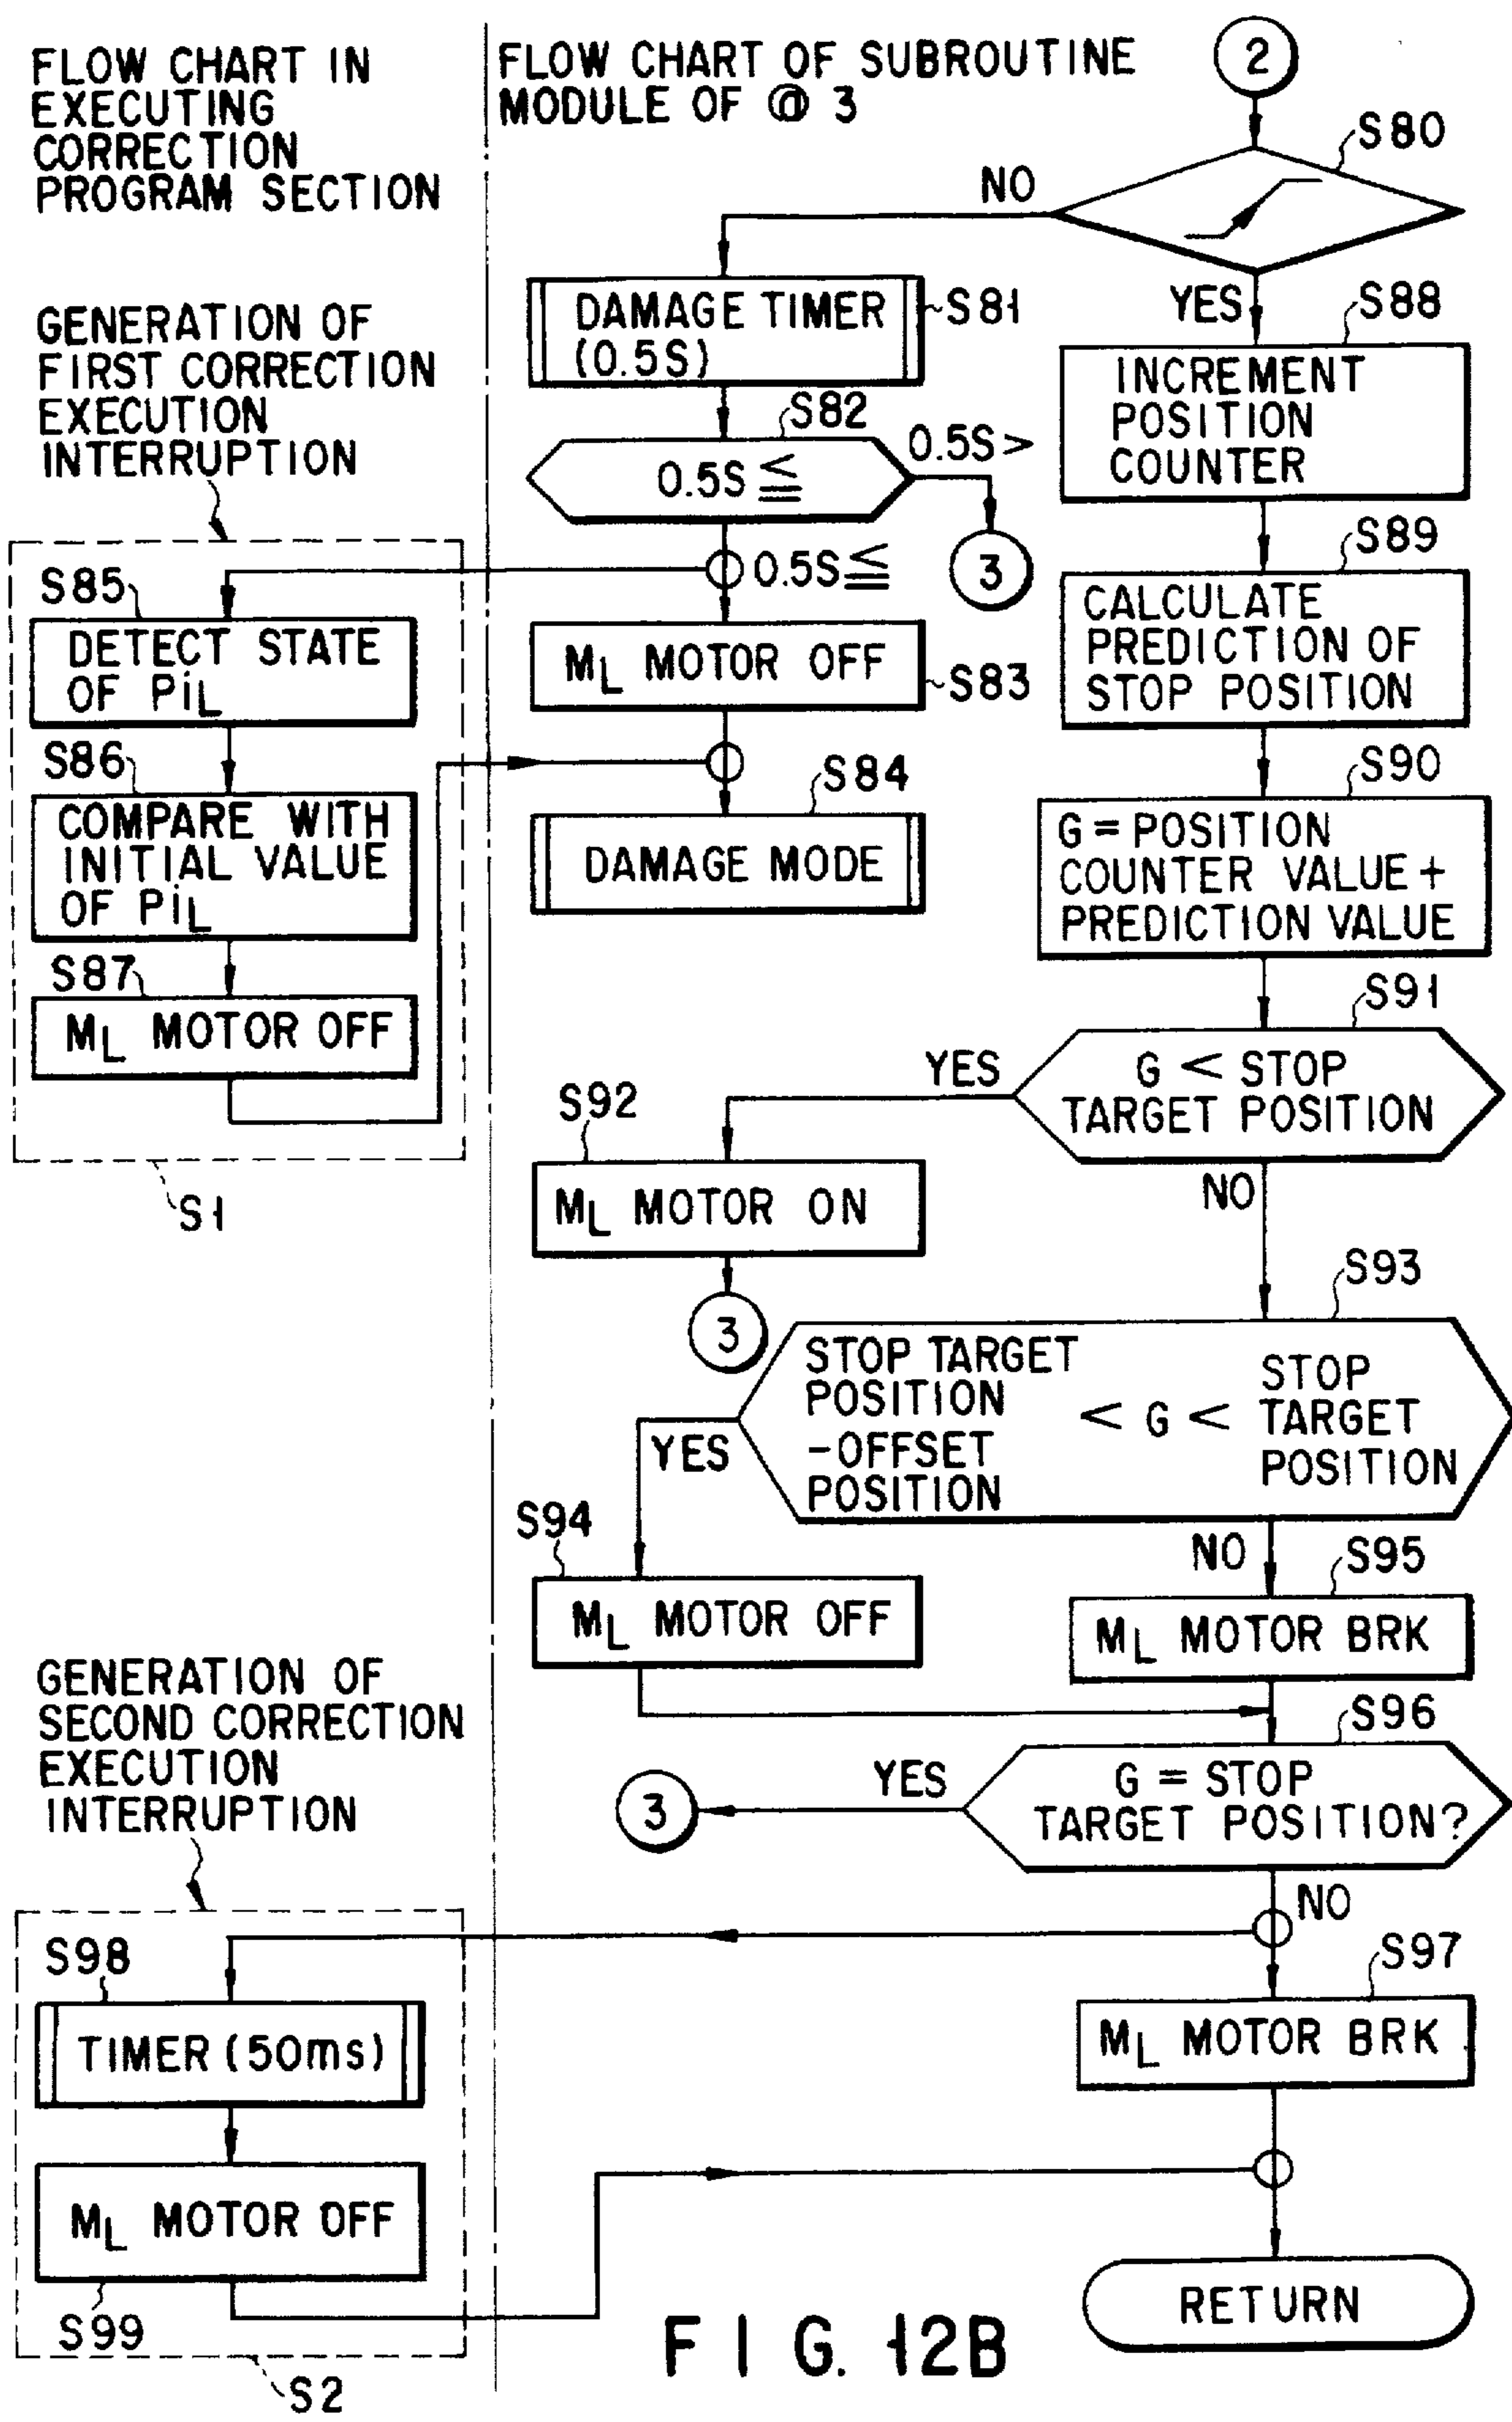 FLOW CHART IN
EXECUTING
CORRECTION
PROGRAM SECTION
FLOW CHART OF SUBROUTINE
MODULE OF @ 3
2
S80
NO
YES
DAMAGE TIMER
(0.5S)
S81
S82
0.5S ≦
0.5S >
3
0.5S ≦
S88
INCREMENT
POSITION
COUNTER
GENERATION OF
FIRST CORRECTION
EXECUTION
INTERRUPTION
S85
DETECT STATE
OF PiL
S86
COMPARE WITH
INITIAL VALUE
OF PiL
S87
ML MOTOR OFF
S1
ML MOTOR OFF
S83
S84
DAMAGE MODE
S89
CALCULATE
PREDICTION OF
STOP POSITION
S90
G = POSITION
COUNTER VALUE +
PREDICTION VALUE
S91
G < STOP
TARGET POSITION
YES
NO
S92
ML MOTOR ON
3
S93
STOP TARGET
POSITION
-OFFSET
POSITION
< G <
STOP
TARGET
POSITION
YES
NO
S94
ML MOTOR OFF
S95
ML MOTOR BRK
S96
G = STOP
TARGET POSITION?
YES
3
NO
GENERATION OF
SECOND CORRECTION
EXECUTION
INTERRUPTION
S98
TIMER (50ms)
ML MOTOR OFF
S99
S2
S97
ML MOTOR BRK
RETURN
FIG. 12B